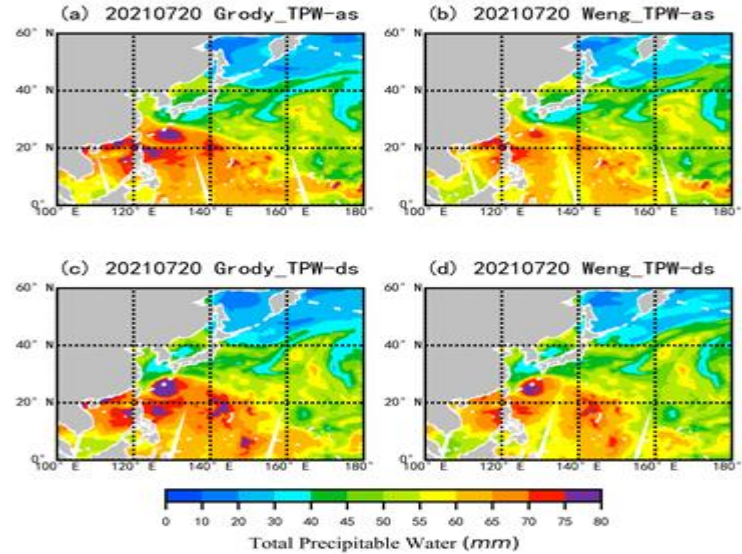 (a) 20210720 Grody_TPW-as
(b) 20210720 Weng_TPW-as
60° N
40° N
20° N
0°
100° E
120° E
140° E
160° E
180°
60° N
40° N
20° N
0°
100° E
120° E
140° E
160° E
180°
(c) 20210720 Grody_TPW-ds
(d) 20210720 Weng_TPW-ds
60° N
40° N
20° N
0°
100° E
120° E
140° E
160° E
180°
60° N
40° N
20° N
0°
100° E
120° E
140° E
160° E
180°
0 10 20 30 40 45 50 55 60 65 70 75 80
Total Precipitable Water (mm)